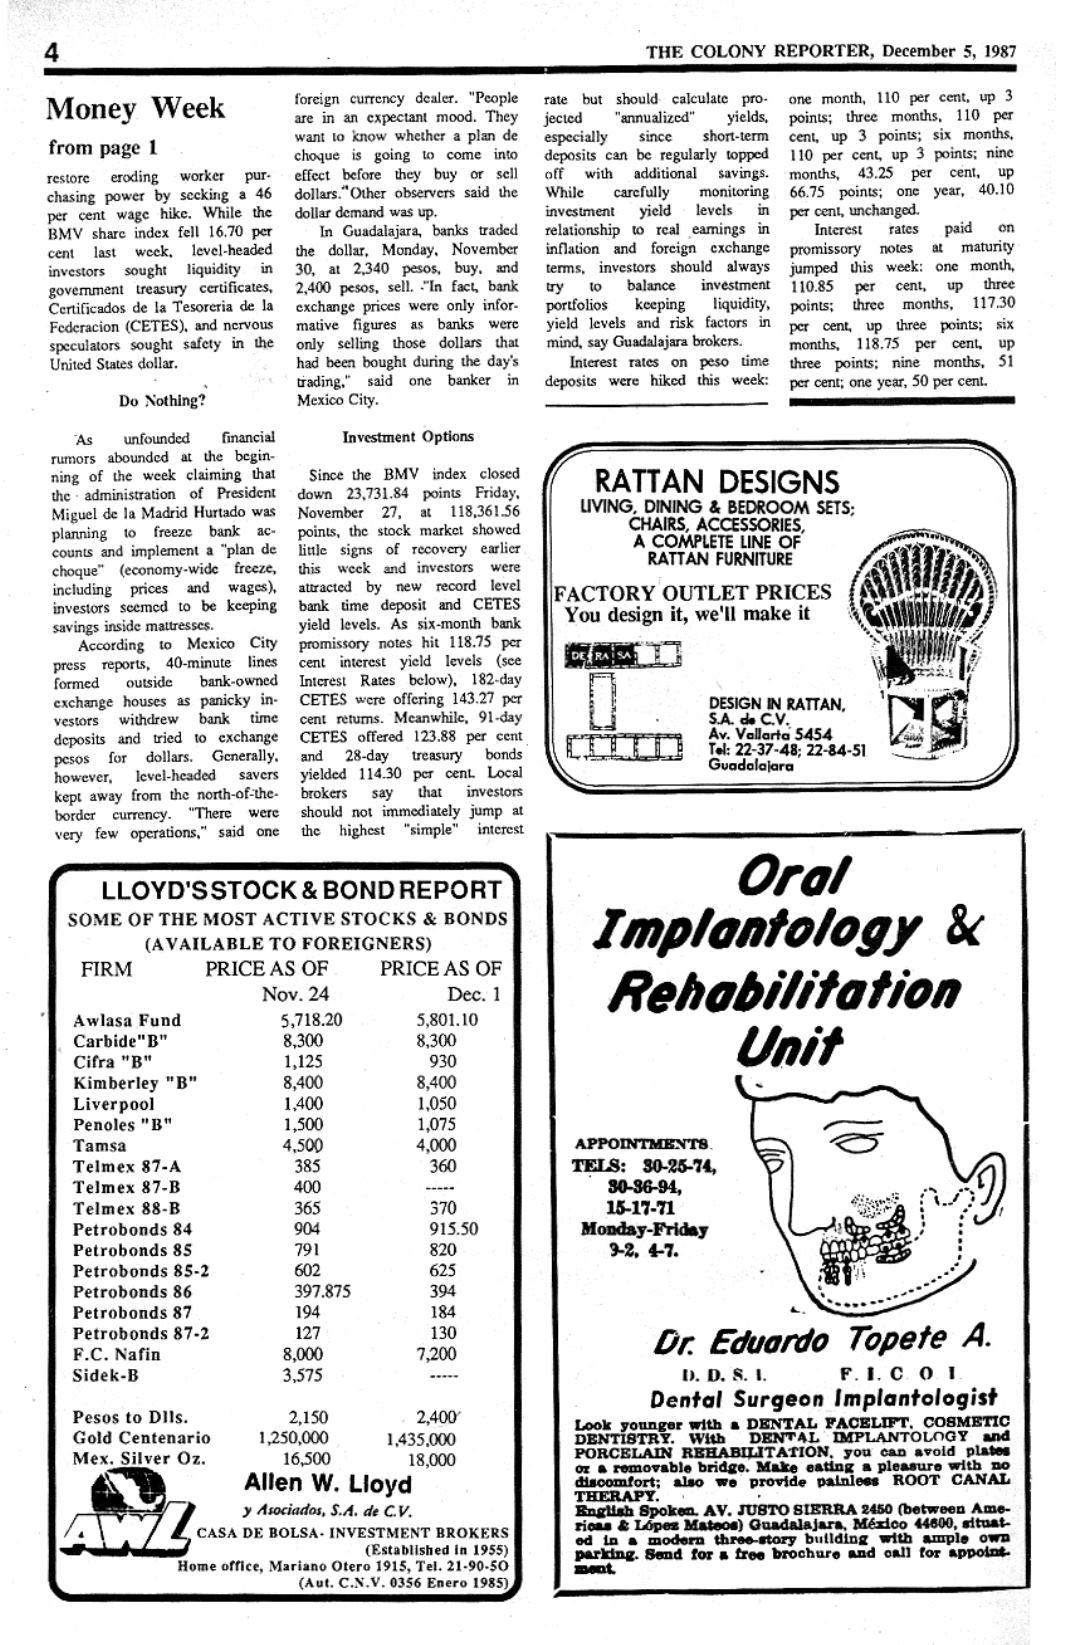 4
THE COLONY REPORTER, December 5, 1987
Money Week
from page 1
restore eroding worker pur-
chasing power by seeking a 46
per cent wage hike. While the
BMV share index fell 16.70 per
cent last week, level-headed
investors sought liquidity in
government treasury certificates,
Certificados de la Tesoreria de la
Federacion (CETES), and nervous
speculators sought safety in the
United States dollar.
Do Nothing?
As unfounded financial
rumors abounded at the begin-
ning of the week claiming that
the administration of President
Miguel de la Madrid Hurtado was
planning to freeze bank ac-
counts and implement a "plan de
choque" (economy-wide freeze,
including prices and wages),
investors seemed to be keeping
savings inside mattresses.
According to Mexico City
press reports, 40-minute lines
formed outside bank-owned
exchange houses as panicky in-
vestors withdrew bank time
deposits and tried to exchange
pesos for dollars. Generally,
however, level-headed savers
kept away from the north-of-the-
border currency. "There were
very few operations," said one
foreign currency dealer. "People
are in an expectant mood. They
want to know whether a plan de
choque is going to come into
effect before they buy or sell
dollars." Other observers said the
dollar demand was up.
In Guadalajara, banks traded
the dollar, Monday, November
30, at 2,340 pesos, buy, and
2,400 pesos, sell. "In fact, bank
exchange prices were only infor-
mative figures as banks were
only selling those dollars that
had been bought during the day's
trading," said one banker in
Mexico City.
Investment Options
Since the BMV index closed
down 23,731.84 points Friday,
November 27, at 118,361.56
points, the stock market showed
little signs of recovery earlier
this week and investors were
attracted by new record level
bank time deposit and CETES
yield levels. As six-month bank
promissory notes hit 118.75 per
cent interest yield levels (see
Interest Rates below), 182-day
CETES were offering 143.27 per
cent returns. Meanwhile, 91-day
CETES offered 123.88 per cent
and 28-day treasury bonds
yielded 114.30 per cent. Local
brokers say that investors
should not immediately jump at
the highest "simple" interest
rate but should calculate pro-
jected "annualized" yields,
especially since short-term
deposits can be regularly topped
off with additional savings.
While carefully monitoring
investment yield levels in
relationship to real earnings in
inflation and foreign exchange
terms, investors should always
try to balance investment
portfolios keeping liquidity,
yield levels and risk factors in
mind, say Guadalajara brokers.
Interest rates on peso time
deposits were hiked this week:
one month, 110 per cent, up 3
points; three months, 110 per
cent, up 3 points; six months,
110 per cent, up 3 points; nine
months, 43.25 per cent, up
66.75 points; one year, 40.10
per cent, unchanged.
Interest rates paid on
promissory notes at maturity
jumped this week: one month,
110.85 per cent, up three
points; three months, 117.30
per cent, up three points; six
months, 118.75 per cent, up
three points; nine months, 51
per cent; one year, 50 per cent.
RATTAN DESIGNS
LIVING, DINING & BEDROOM SETS;
CHAIRS, ACCESSORIES,
A COMPLETE LINE OF
RATTAN FURNITURE
FACTORY OUTLET PRICES
You design it, we'll make it
DE RA SA
DESIGN IN RATTAN,
S.A. de C.V.
Av. Vallarta 5454
Tel: 22-37-48; 22-84-51
Guadalajara
LLOYD'S STOCK & BOND REPORT
SOME OF THE MOST ACTIVE STOCKS & BONDS
(AVAILABLE TO FOREIGNERS)
FIRM PRICE AS OF PRICE AS OF
Nov. 24 Dec. 1
Awlasa Fund 5,718.20 5,801.10
Carbide"B" 8,300 8,300
Cifra "B" 1,125 930
Kimberley "B" 8,400 8,400
Liverpool 1,400 1,050
Penoles "B" 1,500 1,075
Tamsa 4,500 4,000
Telmex 87-A 385 360
Telmex 87-B 400 -----
Telmex 88-B 365 370
Petrobonds 84 904 915.50
Petrobonds 85 791 820
Petrobonds 85-2 602 625
Petrobonds 86 397.875 394
Petrobonds 87 194 184
Petrobonds 87-2 127 130
F.C. Nafin 8,000 7,200
Sidek-B 3,575 -----
Pesos to Dlls. 2,150 2,400
Gold Centenario 1,250,000 1,435,000
Mex. Silver Oz. 16,500 18,000
AWL
Allen W. Lloyd
y Asociados, S.A. de C.V.
CASA DE BOLSA- INVESTMENT BROKERS
(Established in 1955)
Home office, Mariano Otero 1915, Tel. 21-90-50
(Aut. C.N.V. 0356 Enero 1985)
Oral
Implantology &
Rehabilitation
Unit
APPOINTMENTS
TELS: 30-25-74,
30-36-94,
15-17-71
Monday-Friday
9-2, 4-7.
Dr. Eduardo Topete A.
D. D. S. I. F. I. C. O I.
Dental Surgeon Implantologist
Look younger with a DENTAL FACELIFT, COSMETIC
DENTISTRY. With DENTAL IMPLANTOLOGY and
PORCELAIN REHABILITATION, you can avoid plates
or a removable bridge. Make eating a pleasure with no
discomfort; also we provide painless ROOT CANAL
THERAPY.
English Spoken. AV. JUSTO SIERRA 2450 (between Ame-
ricas & López Mateos) Guadalajara, México 44600, situat-
ed in a modern three-story building with ample own
parking. Send for a free brochure and call for appoint-
ment.